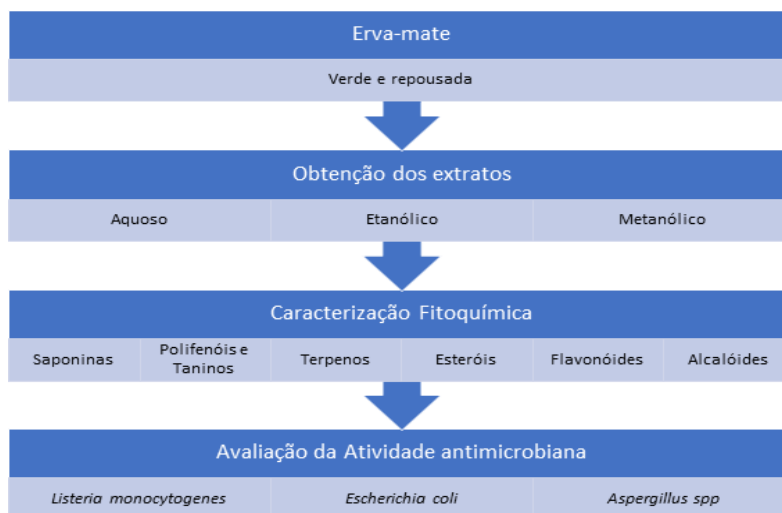 Erva-mate
Verde e repousada
Obtenção dos extratos
Aquoso
Etanólico
Metanólico
Caracterização Fitoquímica
Saponinas
Polifenóis e
Taninos
Terpenos
Esteróis
Flavonóides
Alcalóides
Avaliação da Atividade antimicrobiana
Listeria monocytogenes
Escherichia coli
Aspergillus spp